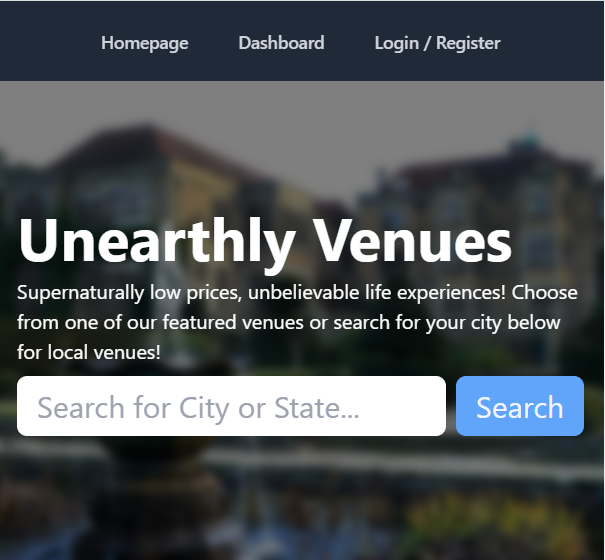 Homepage Dashboard Login / Register
Unearthly Venues
Supernaturally low prices, unbelievable life experiences! Choose
from one of our featured venues or search for your city below
for local venues!
Search for City or State... Search